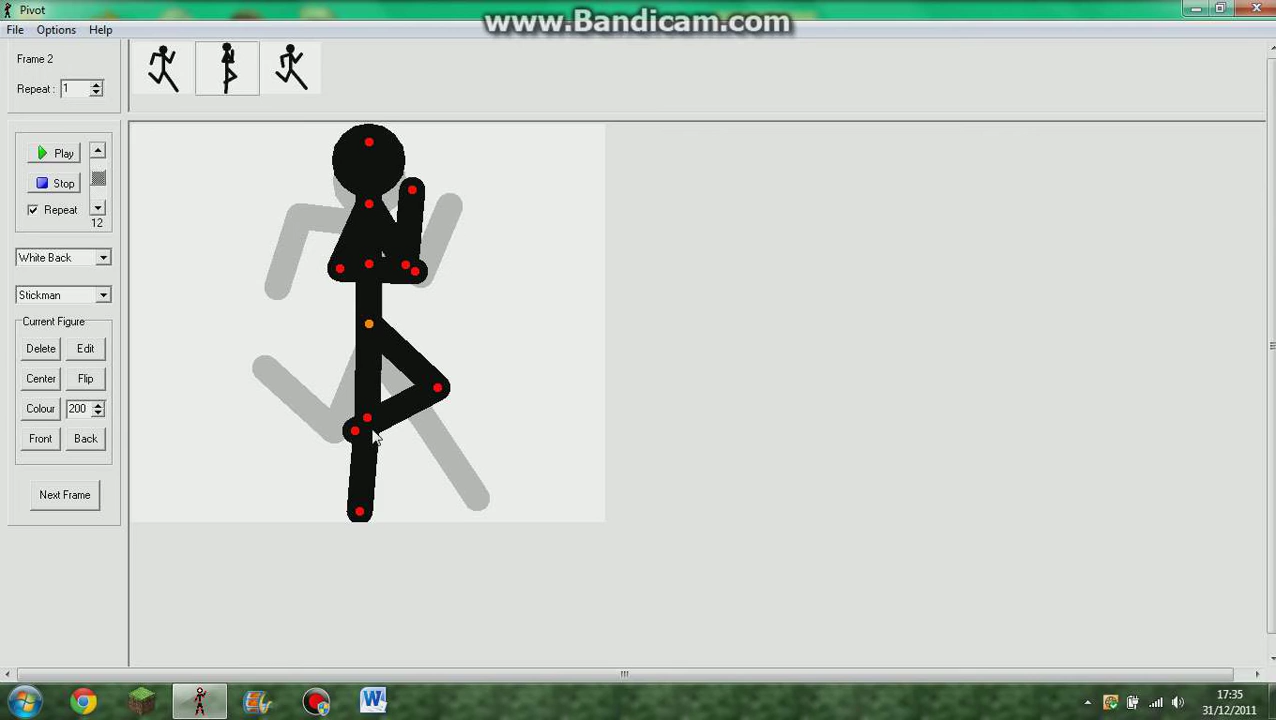 Pivot
www.Bandicam.com
File Options Help
Frame 2
Repeat : 1
Play
Stop
Repeat
12
White Back
Stickman
Current Figure
Delete Edit
Center Flip
Colour 200
Front Back
Next Frame
17:35
31/12/2011